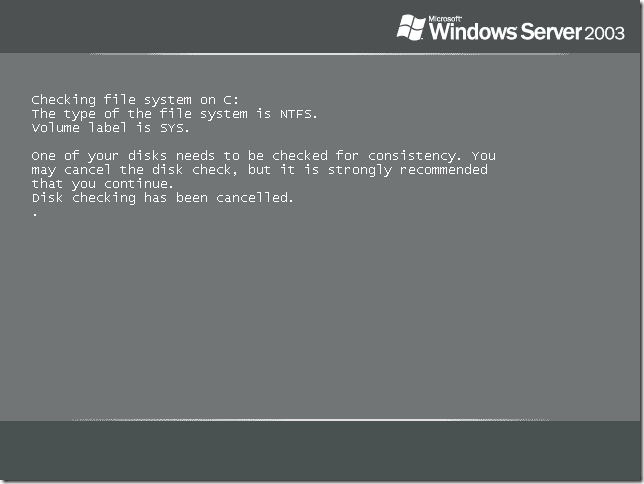 Microsoft®
Windows Server 2003
Checking file system on C:
The type of the file system is NTFS.
Volume label is SYS.
One of your disks needs to be checked for consistency. You
may cancel the disk check, but it is strongly recommended
that you continue.
Disk checking has been cancelled.
.